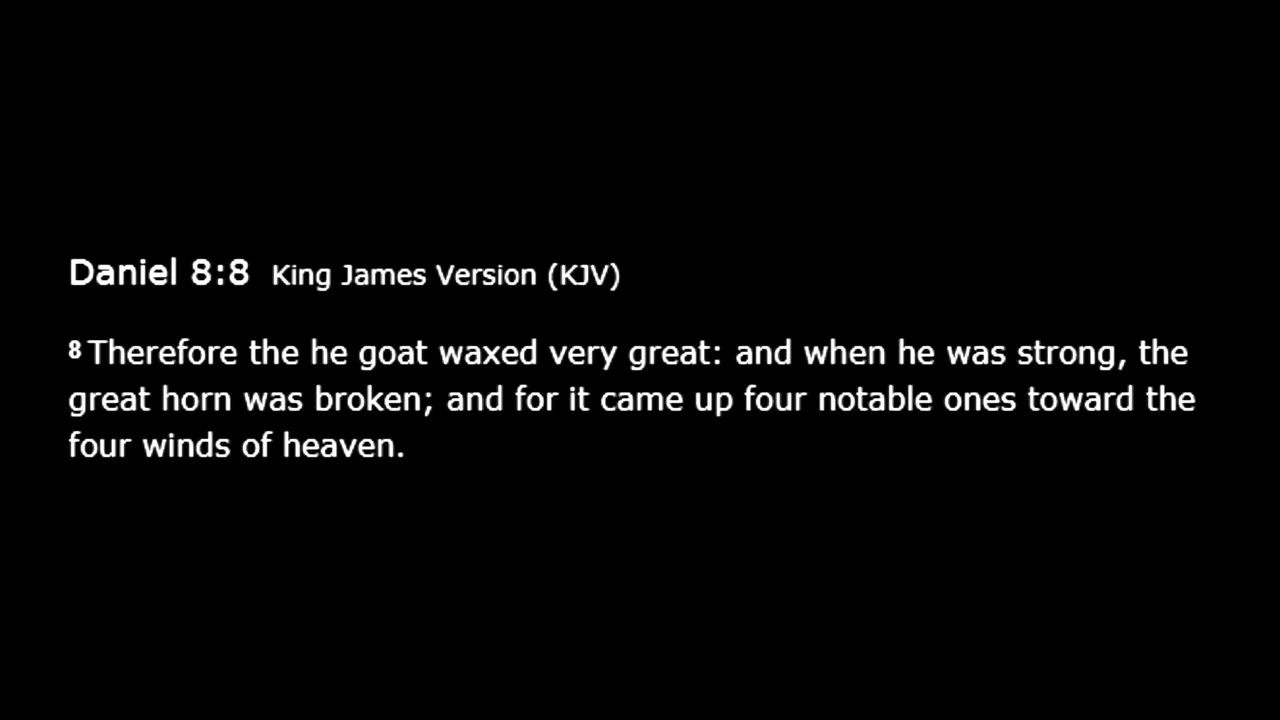 Daniel 8:8 King James Version (KJV)
8 Therefore the he goat waxed very great: and when he was strong, the
great horn was broken; and for it came up four notable ones toward the
four winds of heaven.